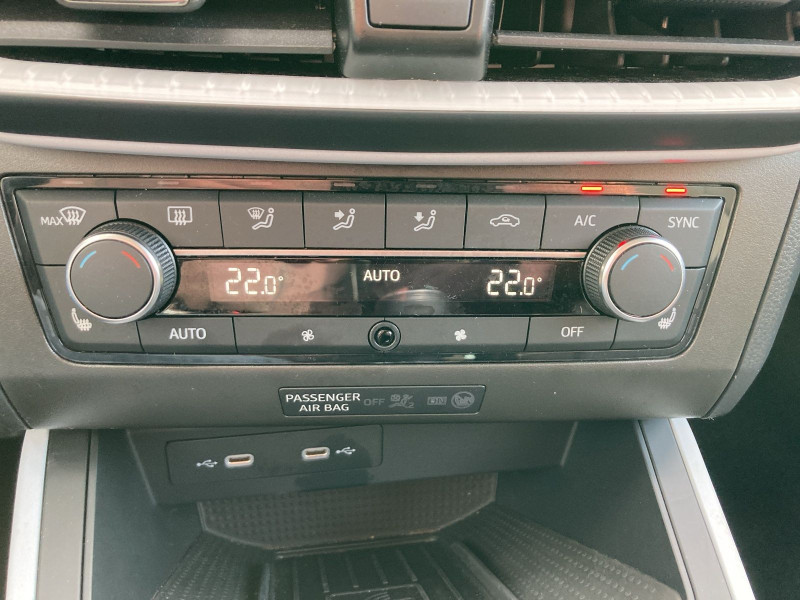 MAX
A/C
SYNC
22.0°
AUTO
22.0°
AUTO
OFF
PASSENGER
AIR BAG
OFF